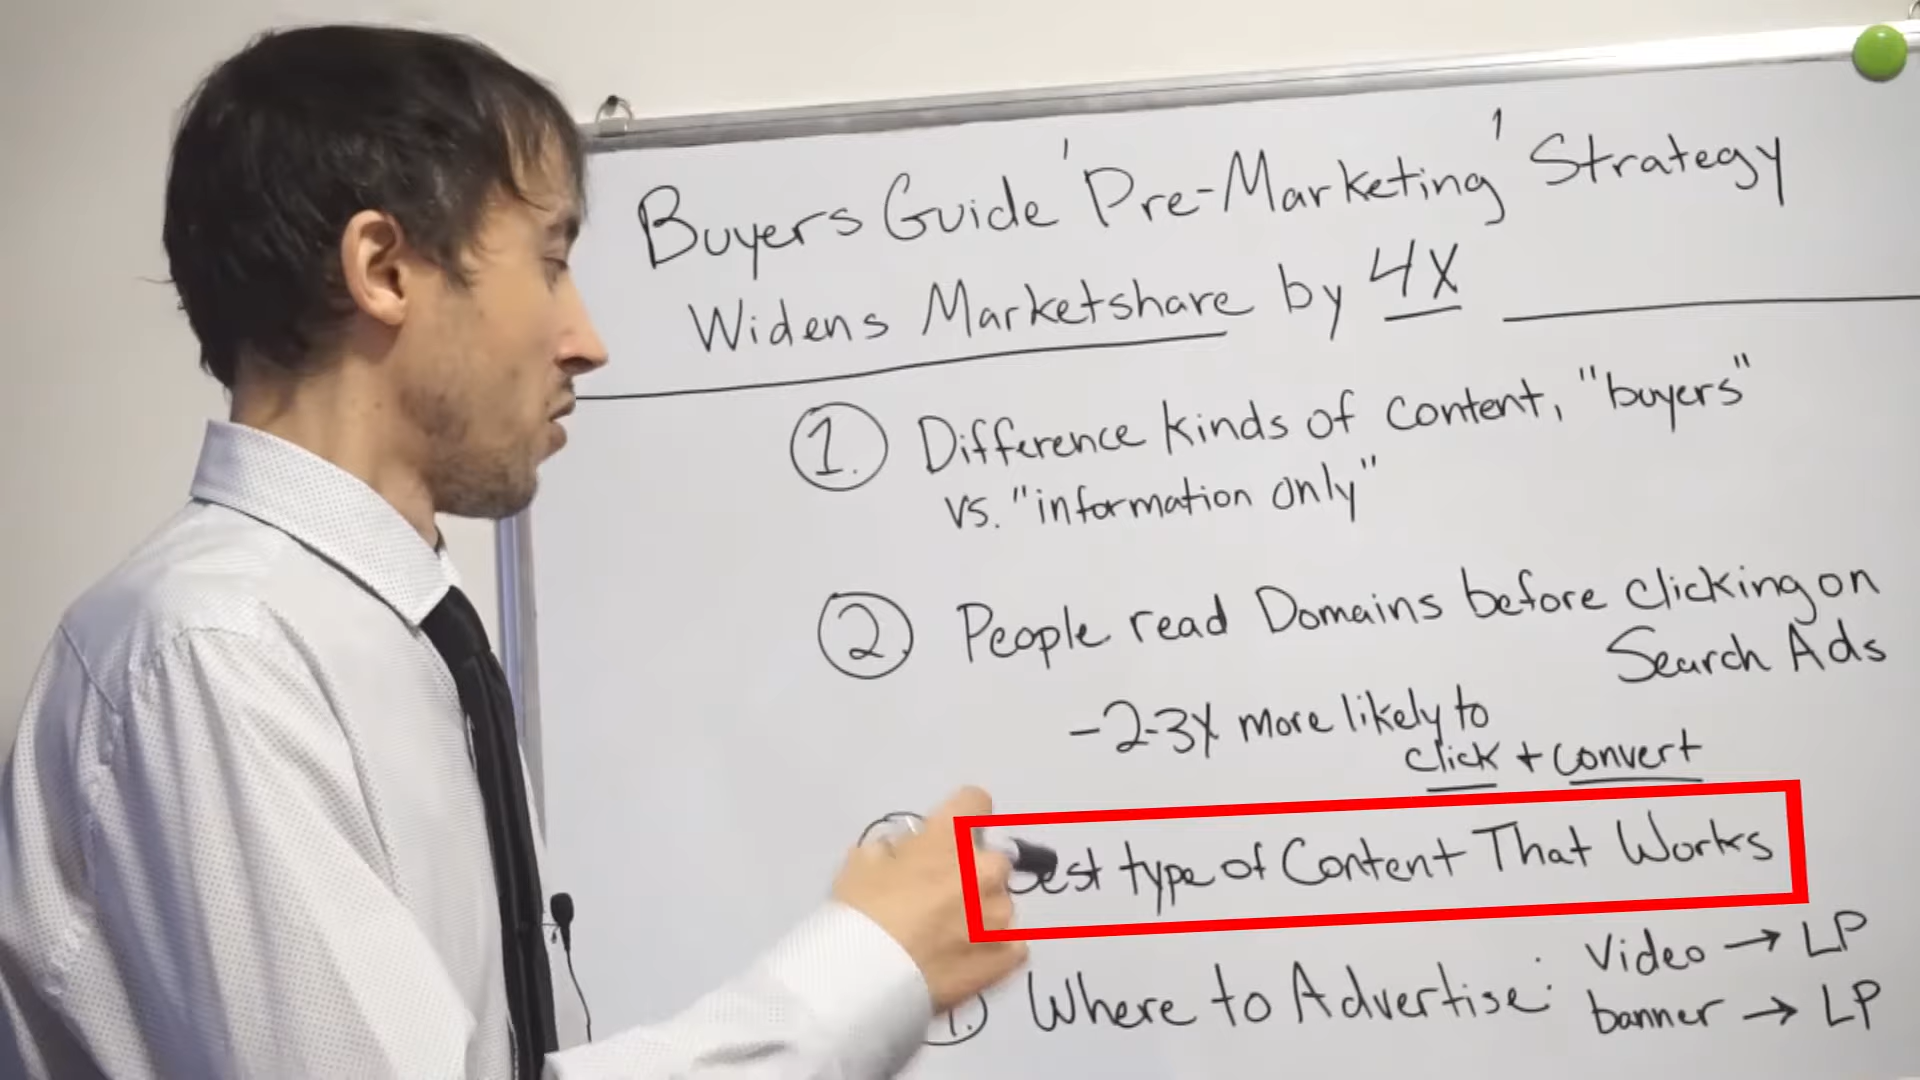 Buyers Guide 'Pre-Marketing' Strategy
Widens Marketshare by 4X
1. Difference kinds of content, "buyers"
vs. "information only"
2. People read Domains before clicking on
Search Ads
-2-3X more likely to
click + convert
type of Content That Works
Where to Advertise: Video → LP
banner → LP